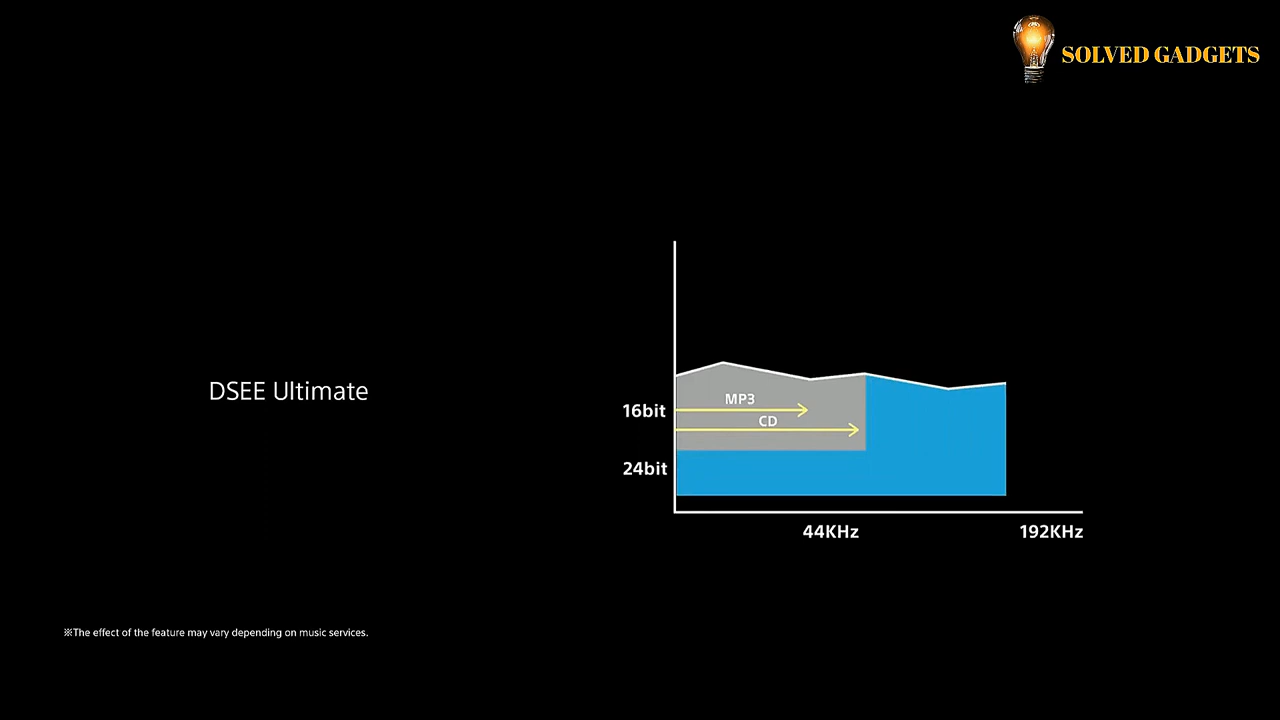 SOLVED GADGETS
DSEE Ultimate
16bit
MP3
CD
24bit
44KHz
192KHz
※The effect of the feature may vary depending on music services.